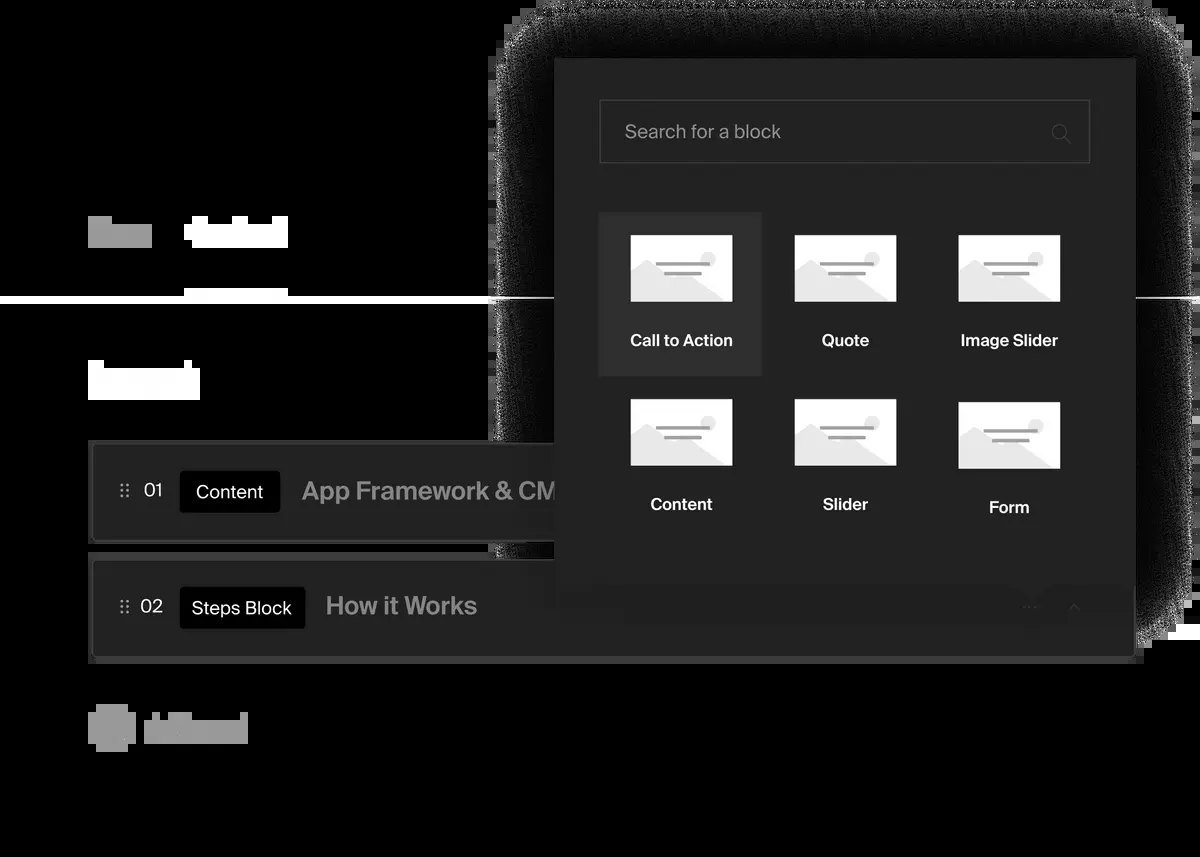 Search for a block
Call to Action
Quote
Image Slider
Content
Slider
Form
01 Content App Framework & CM
02 Steps Block How it Works